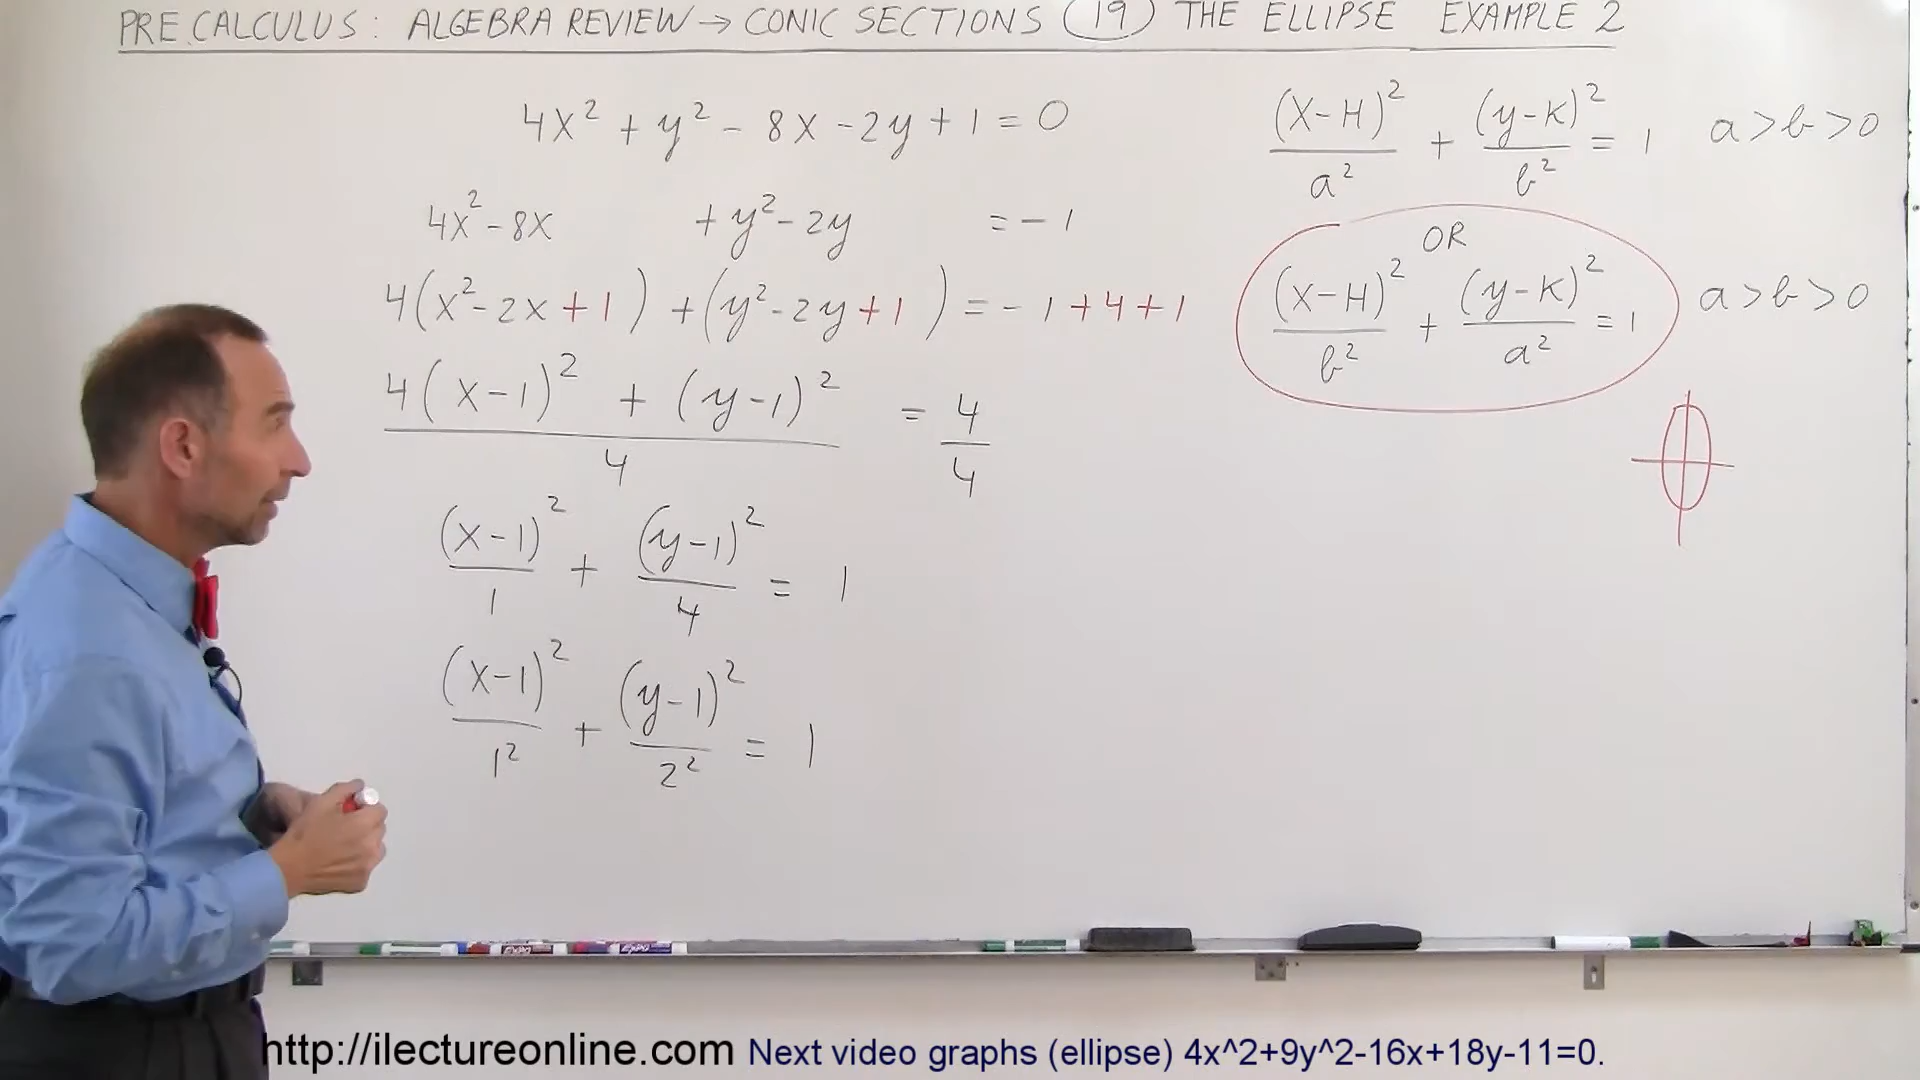 PRECALCULUS: ALGEBRA REVIEW → CONIC SECTIONS (19) THE ELLIPSE EXAMPLE 2
4x² + y² - 8x - 2y + 1 = 0
4x² - 8x + y² - 2y = -1
4(x² - 2x + 1) + (y² - 2y + 1) = -1 + 4 + 1
4(x-1)² + (y-1)² = 4
4 4
(x-1)² + (y-1)² = 1
1 4
(x-1)² + (y-1)² = 1
1² 2²
(x-H)² + (y-K)² = 1 a > b > 0
a² b²
OR
(x-H)² + (y-K)² = 1 a > b > 0
b² a²
EXPO EXPO
http://ilectureonline.com Next video graphs (ellipse) 4x^2+9y^2-16x+18y-11=0.